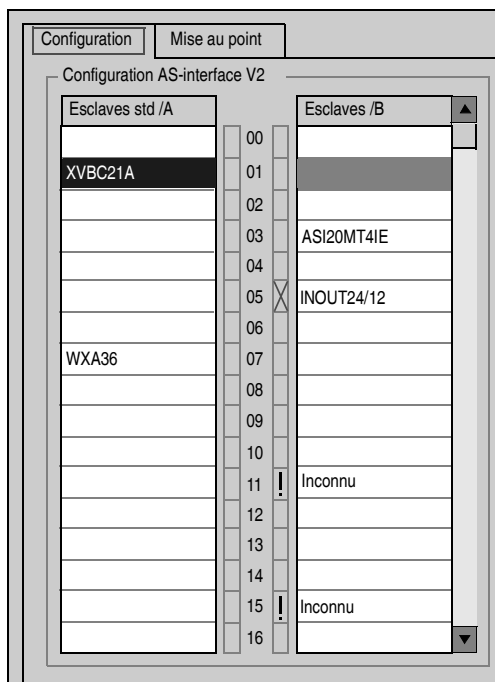 Configuration
Mise au point
Configuration AS-interface V2
Esclaves std /A
Esclaves /B
00
XVBC21A 01
02
03 ASI20MT4IE
04
05 INOUT24/12
06
WXA36 07
08
09
10
11 ! Inconnu
12
13
14
15 ! Inconnu
16